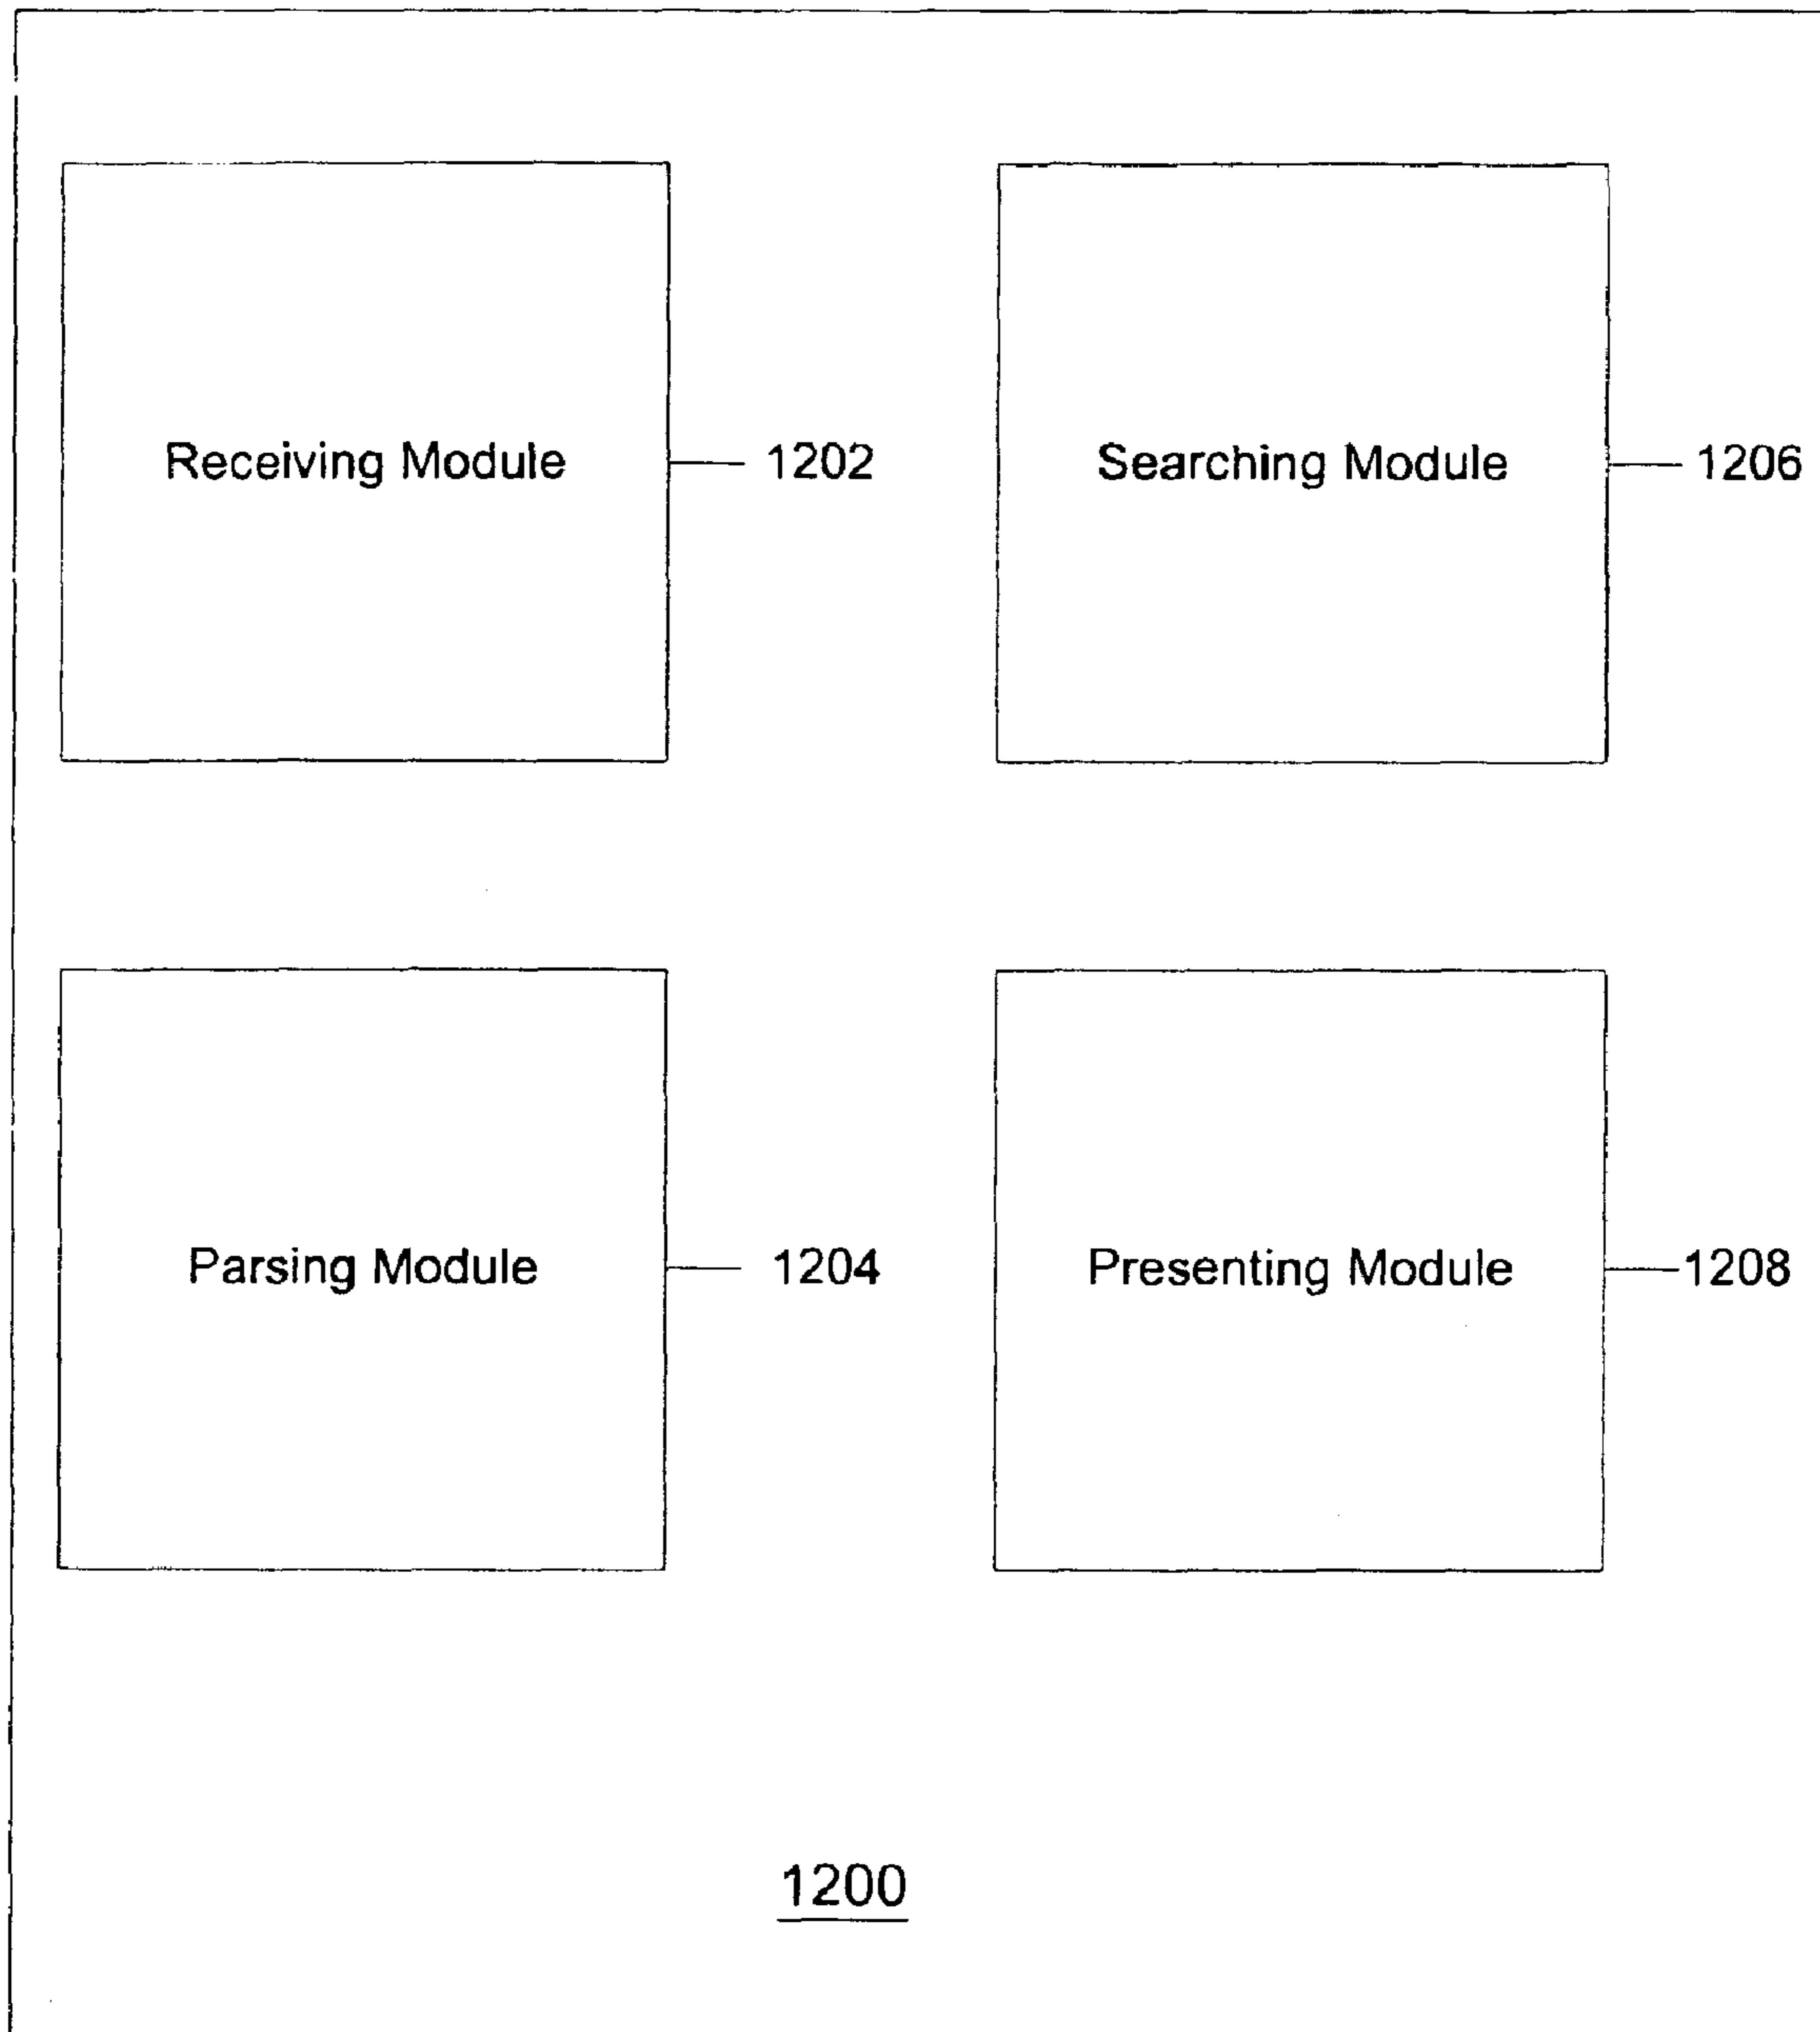 Receiving Module 1202
Searching Module 1206
Parsing Module 1204
Presenting Module 1208
1200